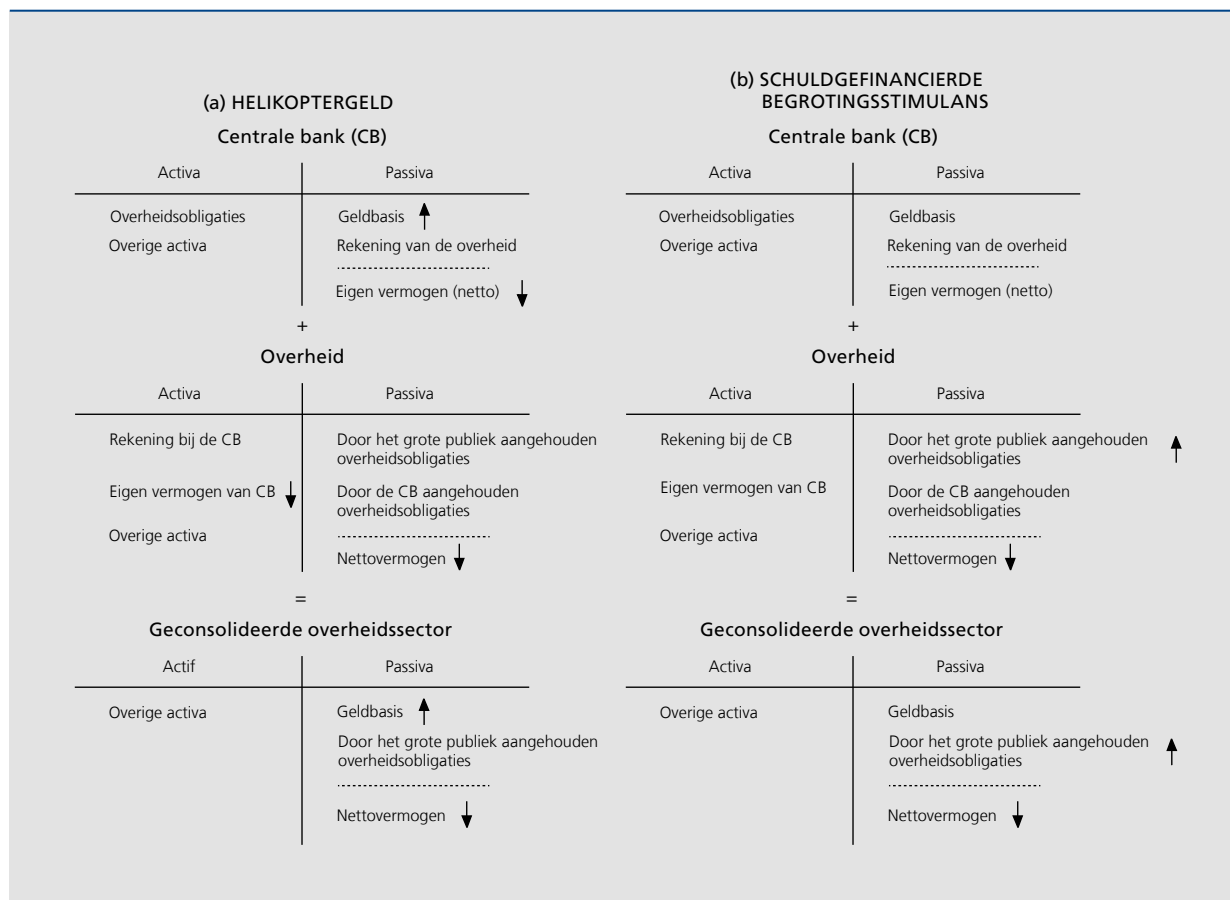 (a) HELIKOPTERGELD
Centrale bank (CB)
Activa
Passiva
Overheidsobligaties
Geldbasis
Overige activa
Rekening van de overheid
Eigen vermogen (netto)
+
Overheid
Activa
Passiva
Rekening bij de CB
Door het grote publiek aangehouden
overheidsobligaties
Eigen vermogen van CB
Door de CB aangehouden
overheidsobligaties
Overige activa
Nettovermogen
=
Geconsolideerde overheidssector
Actif
Passiva
Overige activa
Geldbasis
Door het grote publiek aangehouden
overheidsobligaties
Nettovermogen
(b) SCHULDGEFINANCIERDE
BEGROTINGSSTIMULANS
Centrale bank (CB)
Activa
Passiva
Overheidsobligaties
Geldbasis
Overige activa
Rekening van de overheid
Eigen vermogen (netto)
+
Overheid
Activa
Passiva
Rekening bij de CB
Door het grote publiek aangehouden
overheidsobligaties
Eigen vermogen van CB
Door de CB aangehouden
overheidsobligaties
Overige activa
Nettovermogen
=
Geconsolideerde overheidssector
Activa
Passiva
Overige activa
Geldbasis
Door het grote publiek aangehouden
overheidsobligaties
Nettovermogen